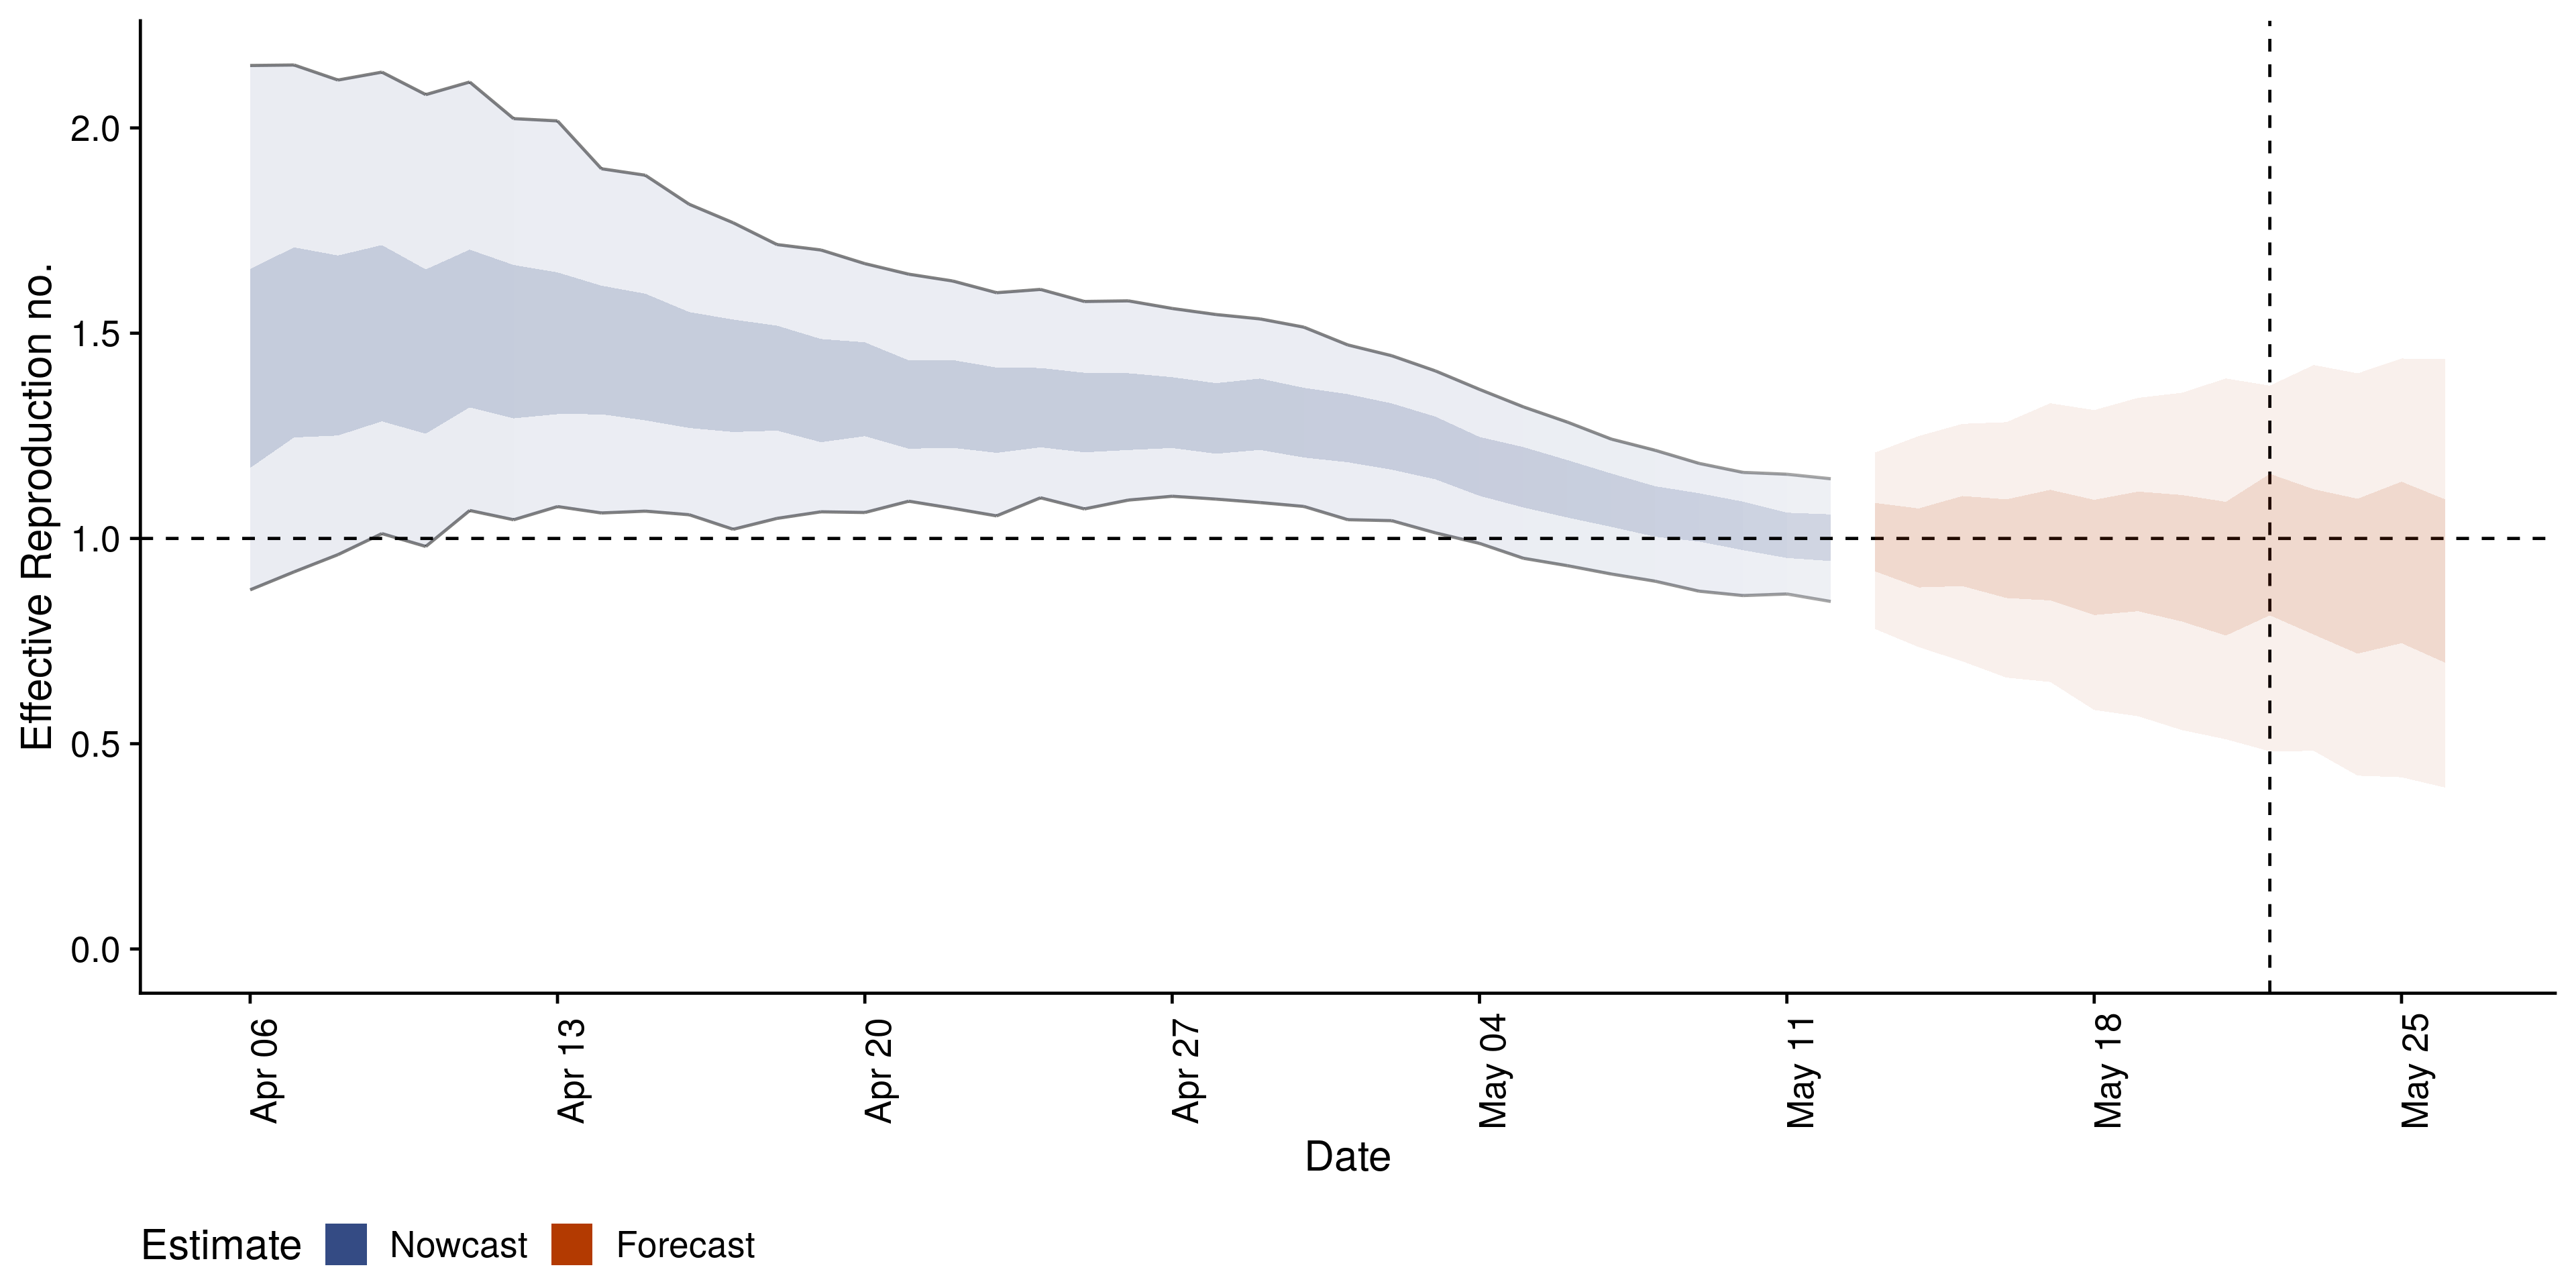 Effective Reproduction no.
2.0
1.5
1.0
0.5
0.0
Apr 06
Apr 13
Apr 20
Apr 27
May 04
May 11
May 18
May 25
Date
Estimate Nowcast Forecast